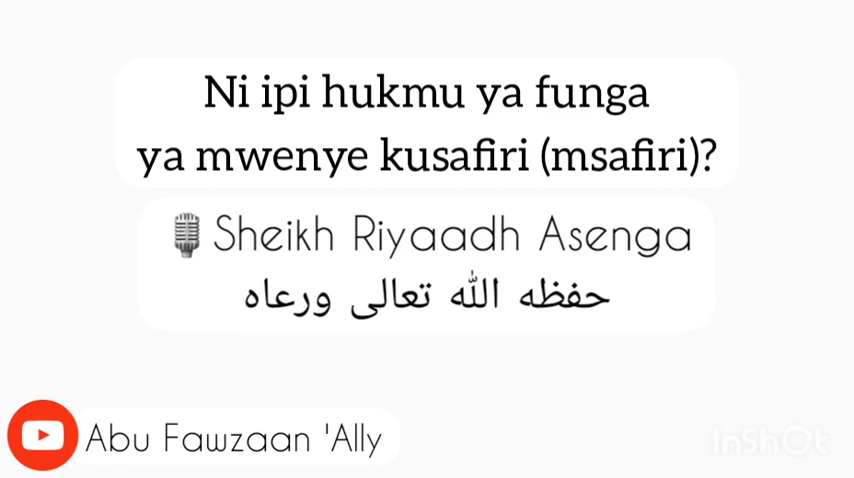 Ni ipi hukmu ya funga
ya mwenye kusafiri (msafiri)?
Sheikh Riyaadh Asenga
حفظه الله تعالى ورعاه
Abu Fawzaan 'Ally
InShOt